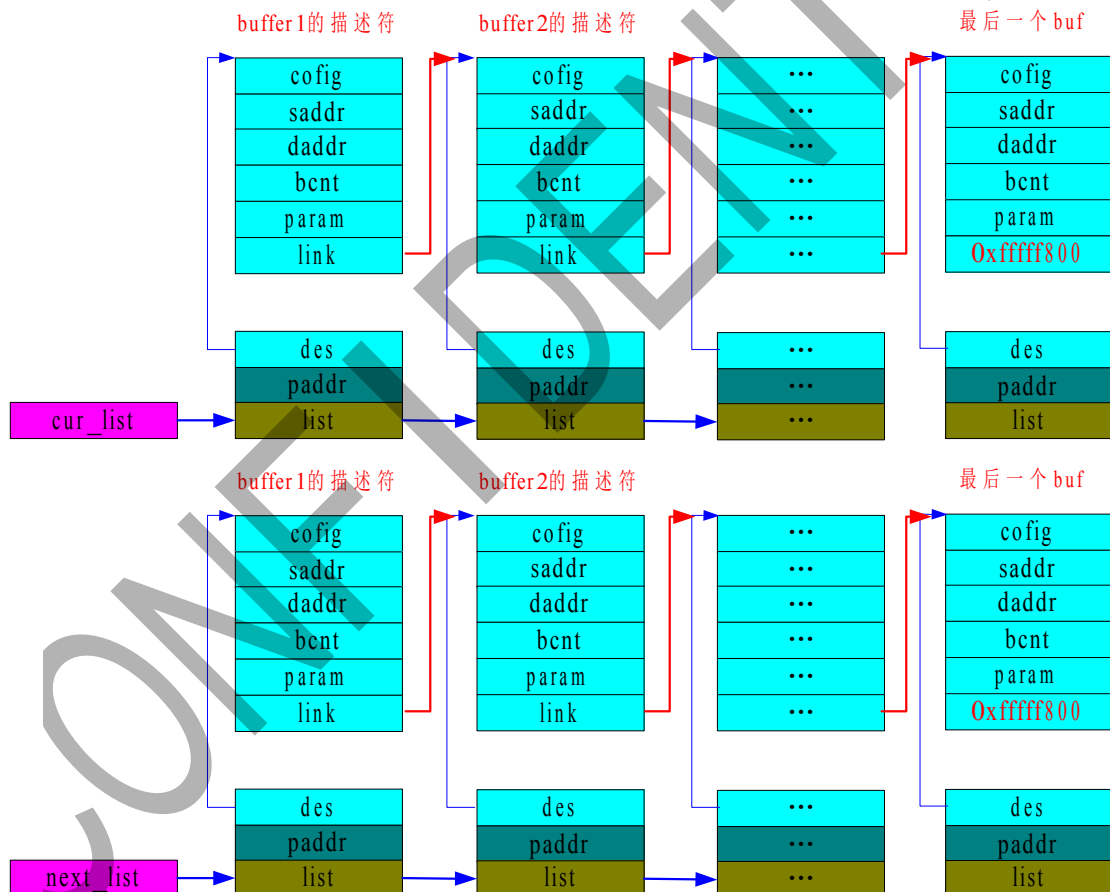 buffer1的描述符 buffer2的描述符 最后一个buf
cofig cofig ... cofig
saddr saddr ... saddr
daddr daddr ... daddr
bcnt bcnt ... bcnt
param param ... param
link link ... 0xfffff800
des des ... des
paddr paddr ... paddr
cur_list list list ... list
buffer1的描述符 buffer2的描述符 最后一个buf
cofig cofig ... cofig
saddr saddr ... saddr
daddr daddr ... daddr
bcnt bcnt ... bcnt
param param ... param
link link ... 0xfffff800
des des ... des
paddr paddr ... paddr
next_list list list ... list
CONFIDENT